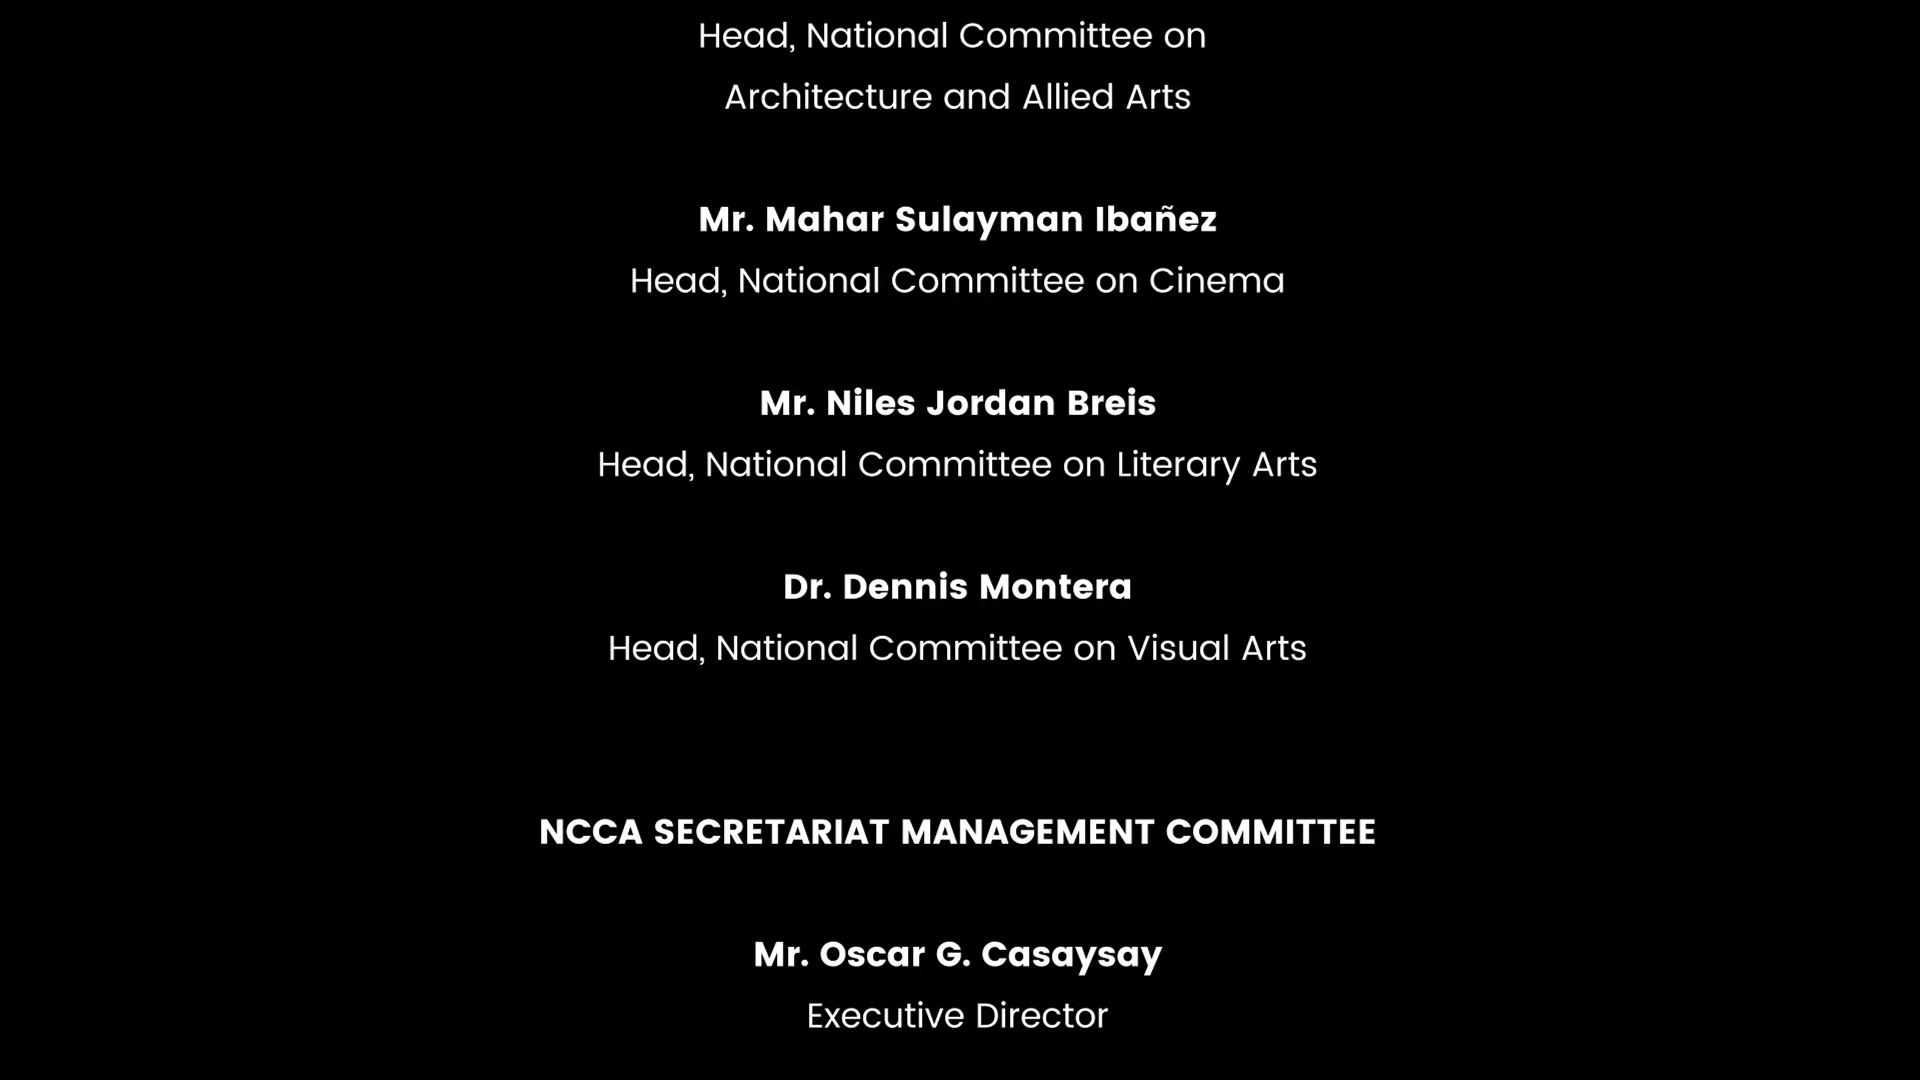 Head, National Committee on
Architecture and Allied Arts
Mr. Mahar Sulayman Ibañez
Head, National Committee on Cinema
Mr. Niles Jordan Breis
Head, National Committee on Literary Arts
Dr. Dennis Montera
Head, National Committee on Visual Arts
NCCA SECRETARIAT MANAGEMENT COMMITTEE
Mr. Oscar G. Casaysay
Executive Director